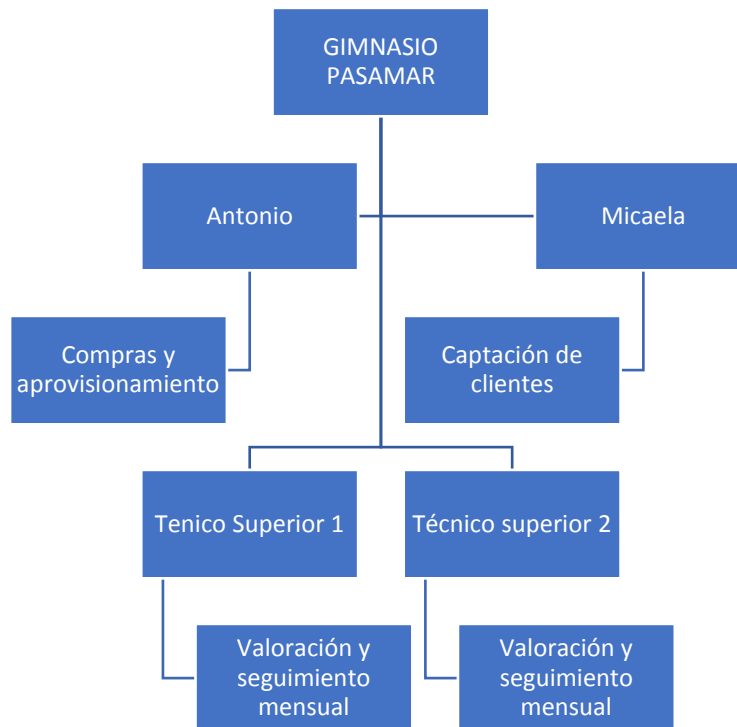 GIMNASIO
PASAMAR
Antonio
Micaela
Compras y
aprovisionamiento
Captación de
clientes
Tenico Superior 1
Técnico superior 2
Valoración y
seguimiento
mensual
Valoración y
seguimiento
mensual